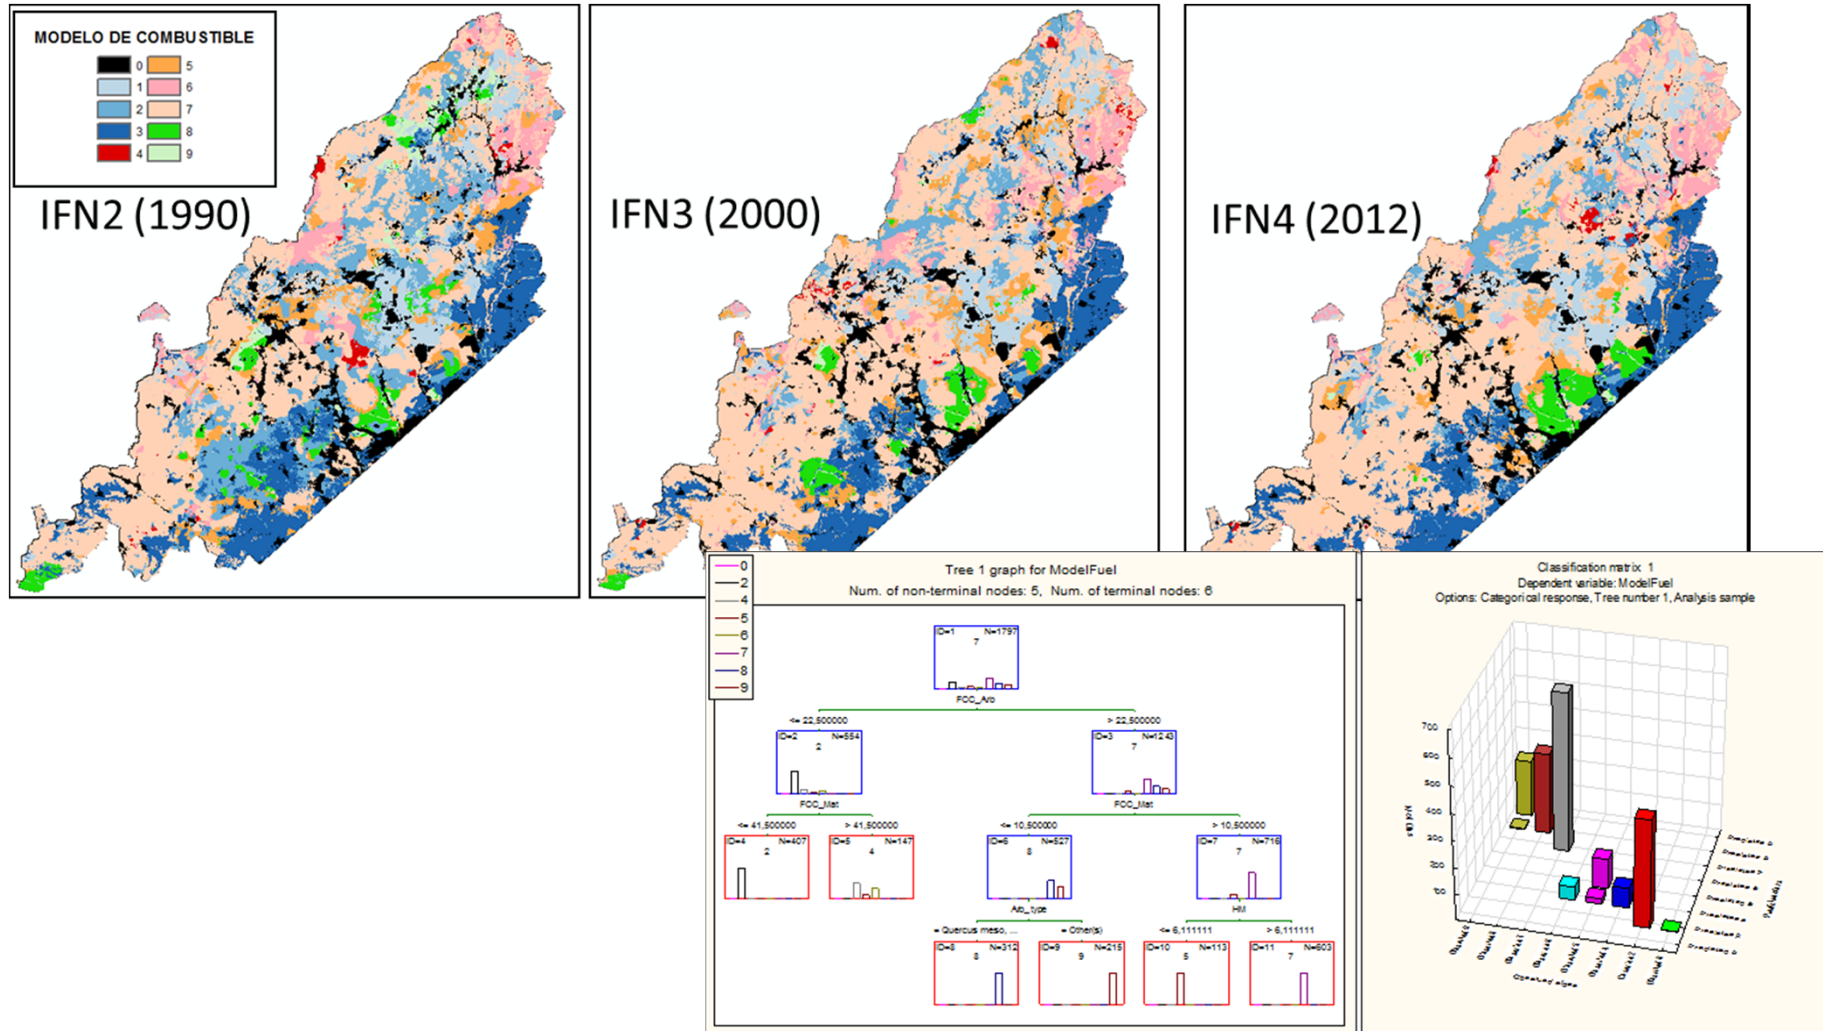 MODELO DE COMBUSTIBLE
0 5
1 6
2 7
3 8
4 9
IFN2 (1990)
IFN3 (2000)
IFN4 (2012)
0
2
4
5
6
7
8
9
Tree 1 graph for ModelFuel
Num. of non-terminal nodes: 5, Num. of terminal nodes: 6
ID=1 N=1797
7
FCC_Arb
<= 22,500000 > 22,500000
ID=2 N=554
2
ID=3 N=1243
7
FCC_Mat FCC_Mat
<= 41,500000 > 41,500000 <= 10,500000 > 10,500000
ID=4 N=407
2
ID=5 N=147
4
ID=6 N=527
8
ID=7 N=716
7
Arb_type HM
= Quercus meso, ... = Other(s) <= 6,111111 > 6,111111
ID=8 N=312
8
ID=9 N=215
9
ID=10 N=113
5
ID=11 N=603
7
Classification matrix 1
Dependent variable: ModelFuel
Options: Categorical response, Tree number 1, Analysis sample
700
600
500
400
300
200
100